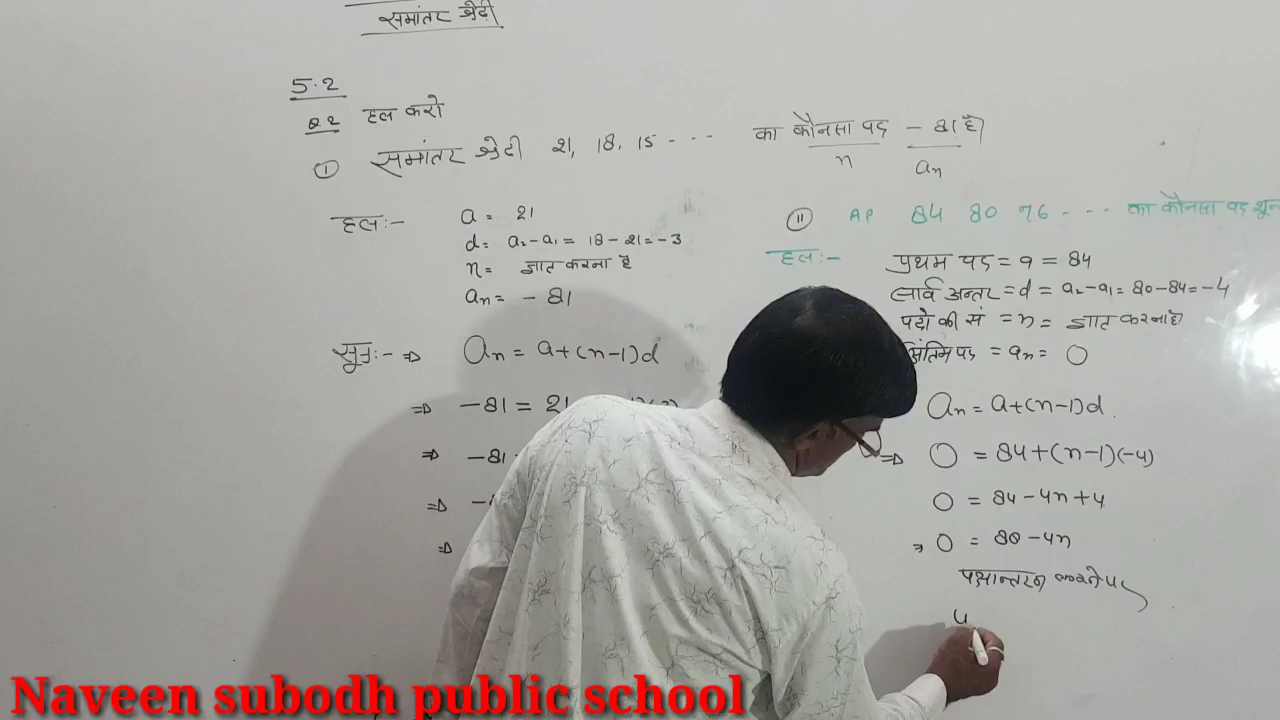 समांतर श्रेढ़ी
5.2
Q.2 हल करो
① समांतर श्रेढी 21, 18, 15 - - - - का कौनसा पद - 81 है
n an
हल:- a = 21
d = a₂-a₁ = 18-21 = -3
n = ज्ञात करना है
an = - 81
सूत्र:- ⇒ an = a+(n-1)d
⇒ -81 = 21
⇒ -81
⇒
⇒
② AP 84 80 76 - - - - का कौनसा पद
हल:- प्रथम पद = a = 84
सार्व अन्तर = d = a₂-a₁ = 80-84 = -4
पदो की सं = n = ज्ञात करना है
अंतिम पद = an = 0
an = a+(n-1)d
⇒ 0 = 84+(n-1)(-4)
0 = 84-4n+4
⇒ 0 = 88-4n
पक्षान्तरन करने पर
4
Naveen subodh public school